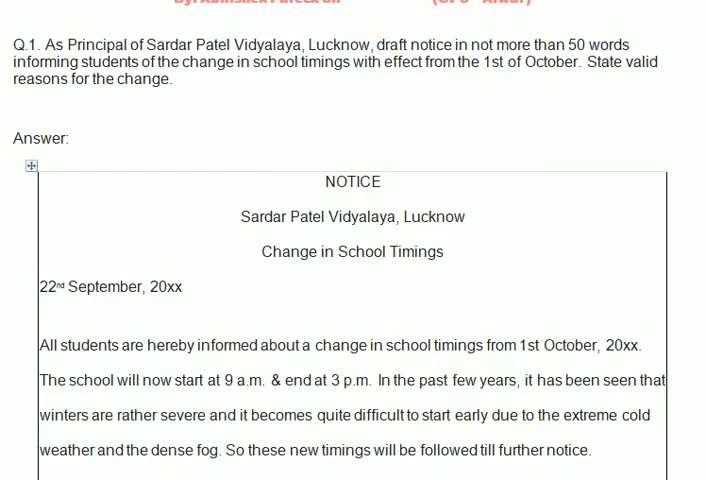 Q.1. As Principal of Sardar Patel Vidyalaya, Lucknow, draft notice in not more than 50 words
informing students of the change in school timings with effect from the 1st of October. State valid
reasons for the change.
Answer:
NOTICE
Sardar Patel Vidyalaya, Lucknow
Change in School Timings
22nd September, 20xx
All students are hereby informed about a change in school timings from 1st October, 20xx.
The school will now start at 9 a.m. & end at 3 p.m. In the past few years, it has been seen that
winters are rather severe and it becomes quite difficult to start early due to the extreme cold
weather and the dense fog. So these new timings will be followed till further notice.